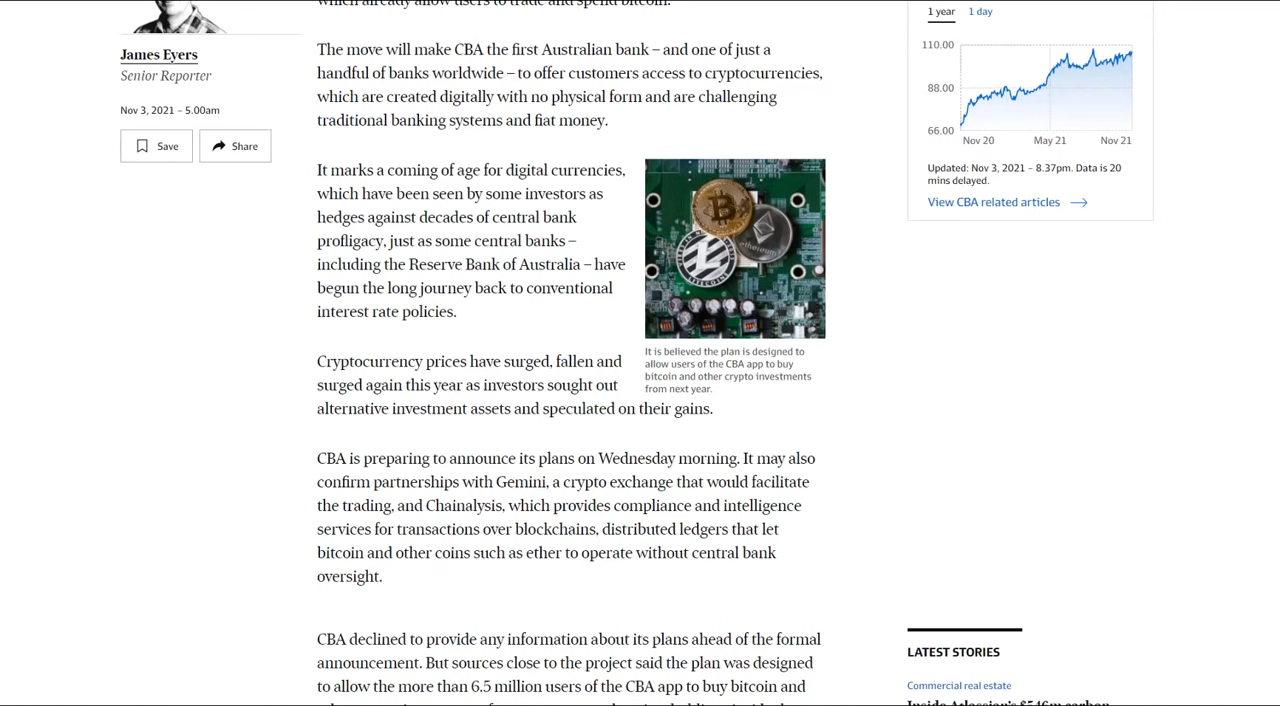 which already allow users to trade and spend bitcoin.
James Eyers
Senior Reporter
Nov 3, 2021 – 5.00am
Save
Share
The move will make CBA the first Australian bank – and one of just a
handful of banks worldwide – to offer customers access to cryptocurrencies,
which are created digitally with no physical form and are challenging
traditional banking systems and fiat money.
It marks a coming of age for digital currencies,
which have been seen by some investors as
hedges against decades of central bank
profligacy, just as some central banks –
including the Reserve Bank of Australia – have
begun the long journey back to conventional
interest rate policies.
ethereum
LITECOIN
It is believed the plan is designed to
allow users of the CBA app to buy
bitcoin and other crypto investments
from next year.
Cryptocurrency prices have surged, fallen and
surged again this year as investors sought out
alternative investment assets and speculated on their gains.
CBA is preparing to announce its plans on Wednesday morning. It may also
confirm partnerships with Gemini, a crypto exchange that would facilitate
the trading, and Chainalysis, which provides compliance and intelligence
services for transactions over blockchains, distributed ledgers that let
bitcoin and other coins such as ether to operate without central bank
oversight.
CBA declined to provide any information about its plans ahead of the formal
announcement. But sources close to the project said the plan was designed
to allow the more than 6.5 million users of the CBA app to buy bitcoin and
1 year 1 day
110.00
88.00
66.00
Nov 20 May 21 Nov 21
Updated: Nov 3, 2021 – 8.37pm. Data is 20
mins delayed.
View CBA related articles
LATEST STORIES
Commercial real estate
Inside Atlassian's $546m carbon